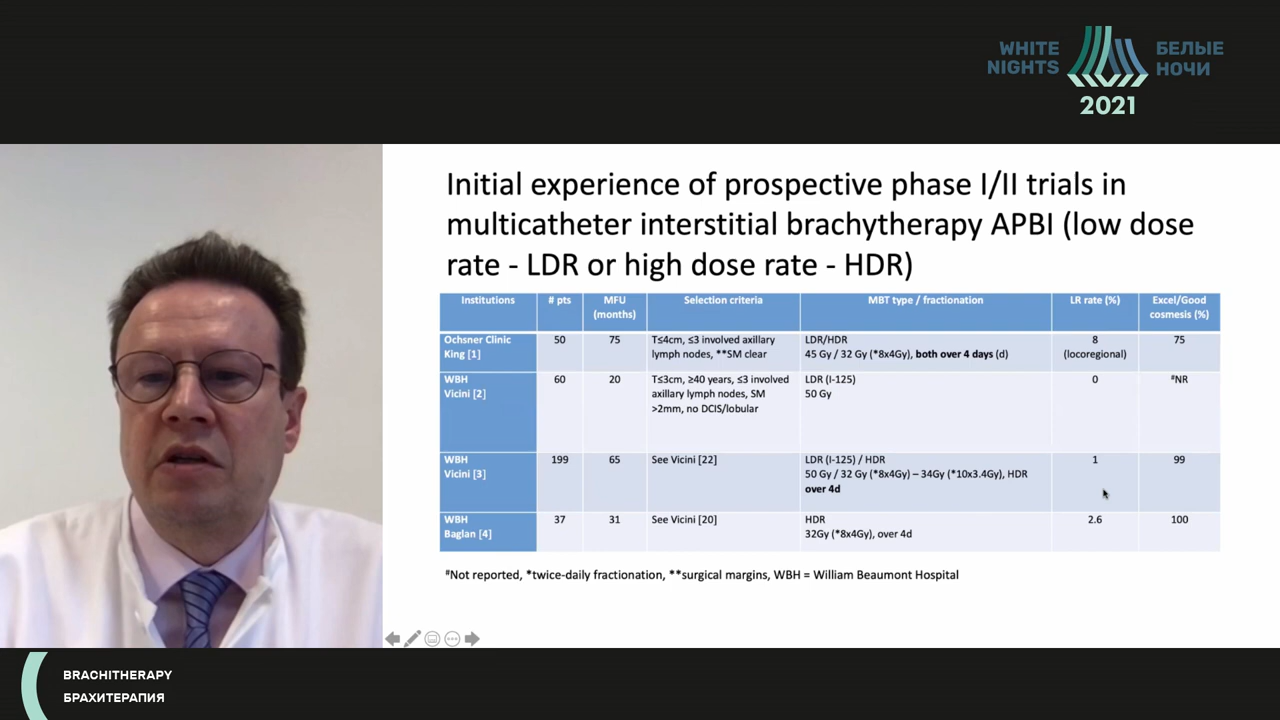 WHITE
NIGHTS
БЕЛЫЕ
НОЧИ
2021
Initial experience of prospective phase I/II trials in
multicatheter interstitial brachytherapy APBI (low dose
rate - LDR or high dose rate - HDR)
Institutions # pts MFU (months) Selection criteria MBT type / fractionation LR rate (%) Excel/Good cosmesis (%)
Ochsner Clinic 50 75 T≤4cm, ≤3 involved axillary LDR/HDR 8 75
King [1] lymph nodes, **SM clear 45 Gy / 32 Gy (*8x4Gy), both over 4 days (d) (locoregional)
WBH 60 20 T≤3cm, ≥40 years, ≤3 involved LDR (I-125) 0 #NR
Vicini [2] axillary lymph nodes, SM 50 Gy
>2mm, no DCIS/lobular
WBH 199 65 See Vicini [22] LDR (I-125) / HDR 1 99
Vicini [3] 50 Gy / 32 Gy (*8x4Gy) – 34Gy (*10x3.4Gy), HDR
over 4d
WBH 37 31 See Vicini [20] HDR 2.6 100
Baglan [4] 32Gy (*8x4Gy), over 4d
#Not reported, *twice-daily fractionation, **surgical margins, WBH = William Beaumont Hospital
BRACHITHERAPY
БРАХИТЕРАПИЯ